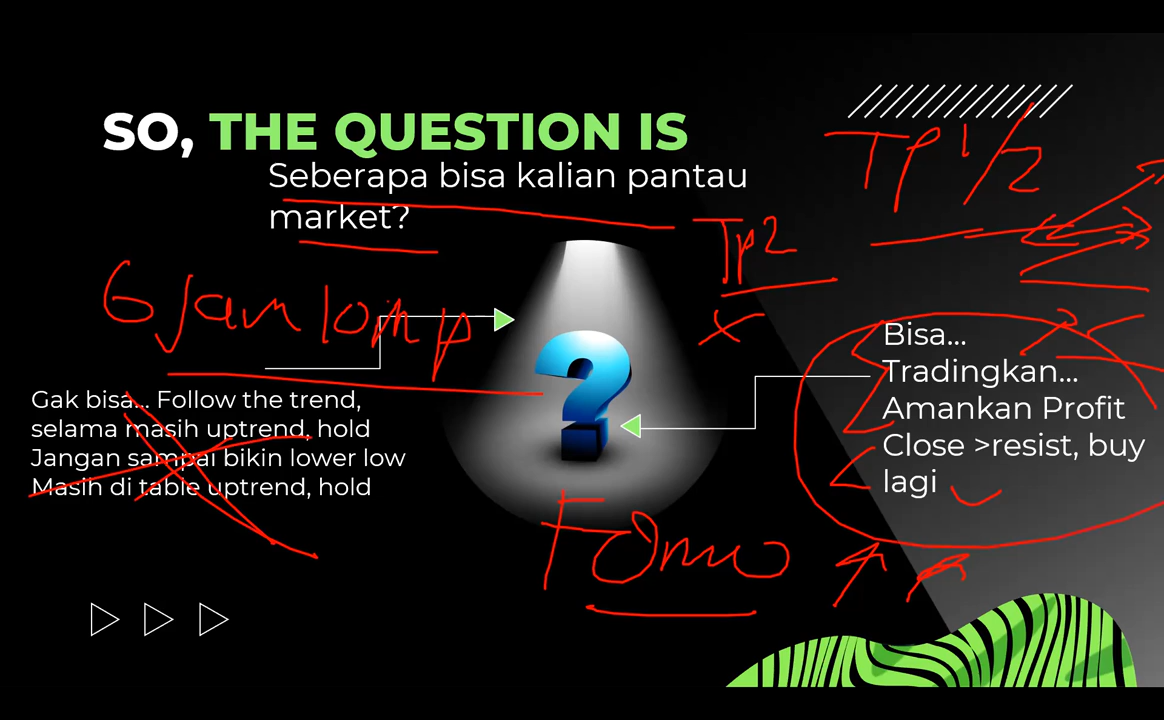 SO, THE QUESTION IS
Seberapa bisa kalian pantau
market?
TP 1/2
TP2
6 Jam
Gak bisa... Follow the trend,
selama masih uptrend, hold
Jangan sampai bikin lower low
Masih di table uptrend, hold
Bisa...
Tradingkan...
Amankan Profit
Close >resist, buy
lagi
Fomo